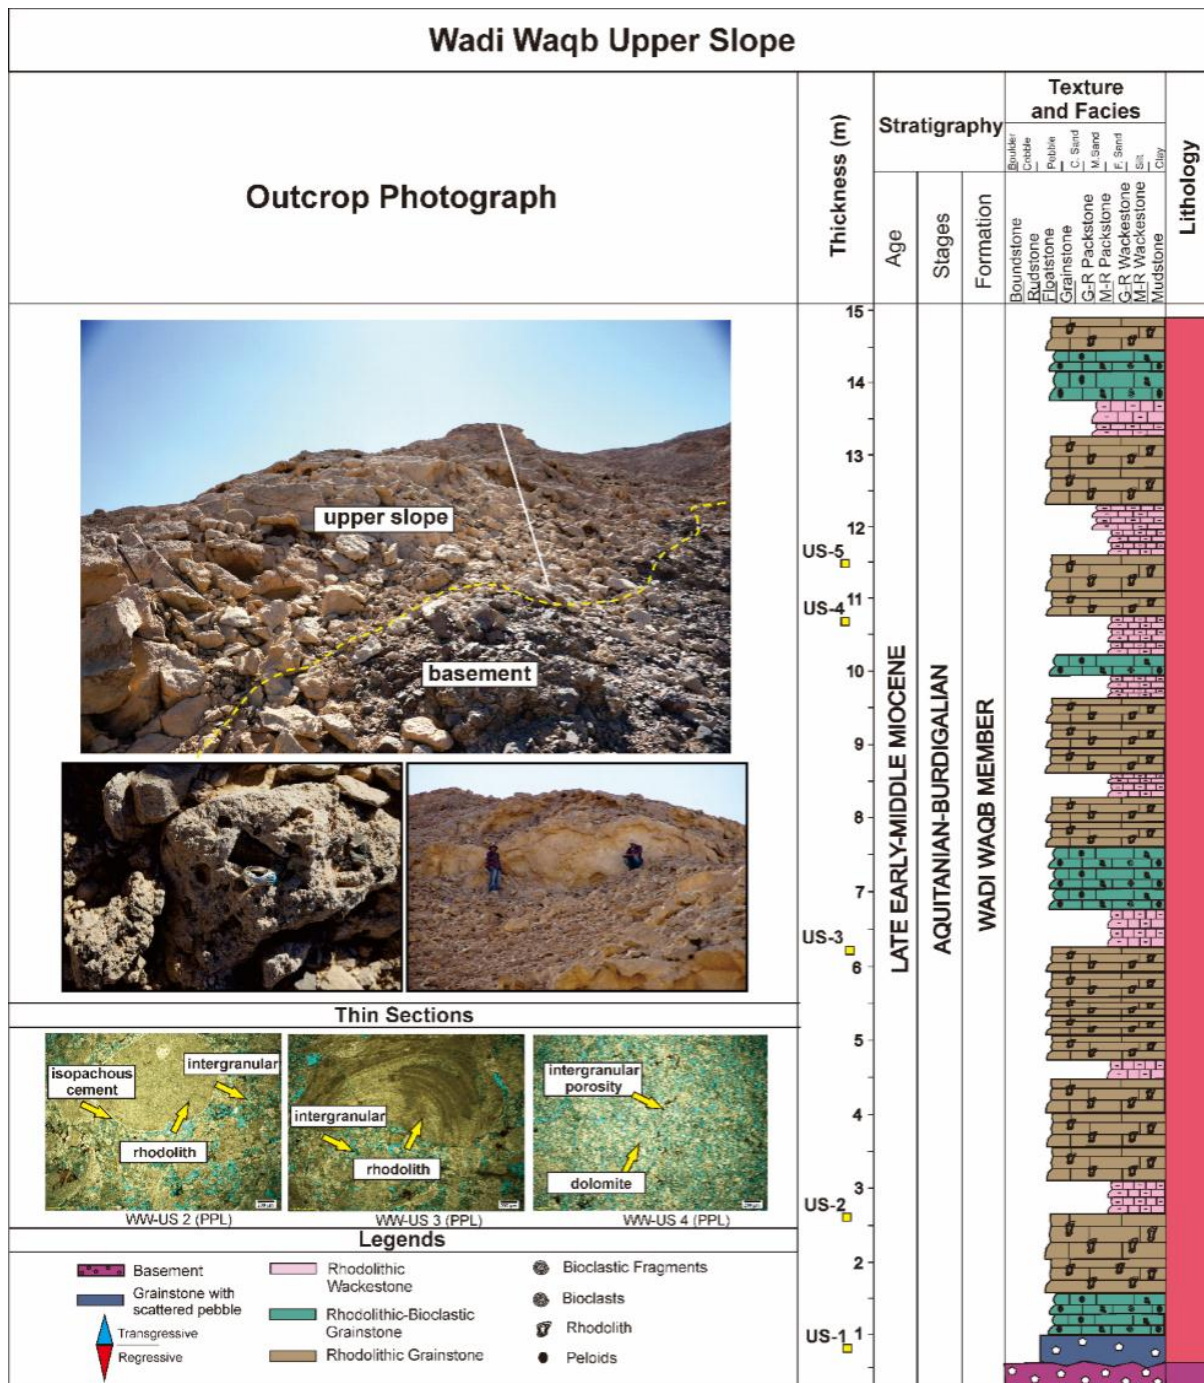 Wadi Waqb Upper Slope
Outcrop Photograph
Thickness (m)
Stratigraphy
Age
Stages
Formation
Texture
and Facies
Boulder
Cobble
Pebble
C. Sand
M.Sand
F. Sand
Silt
Clay
Boundstone
Rudstone
Floatstone
Grainstone
G-R Packstone
M-R Packstone
G-R Wackestone
M-R Wackestone
Mudstone
Lithology
upper slope
basement
15
14
13
12
US-5
11
US-4
10
9
8
7
US-3
6
5
4
3
US-2
2
US-1
1
LATE EARLY-MIDDLE MIOCENE
AQUITANIAN-BURDIGALIAN
WADI WAQB MEMBER
Thin Sections
isopachous
cement
intergranular
rhodolith
WW-US 2 (PPL)
intergranular
rhodolith
WW-US 3 (PPL)
intergranular
porosity
dolomite
WW-US 4 (PPL)
Legends
Basement
Grainstone with
scattered pebble
Transgressive
Regressive
Rhodolithic
Wackestone
Rhodolithic-Bioclastic
Grainstone
Rhodolithic Grainstone
Bioclastic Fragments
Bioclasts
Rhodolith
Peloids